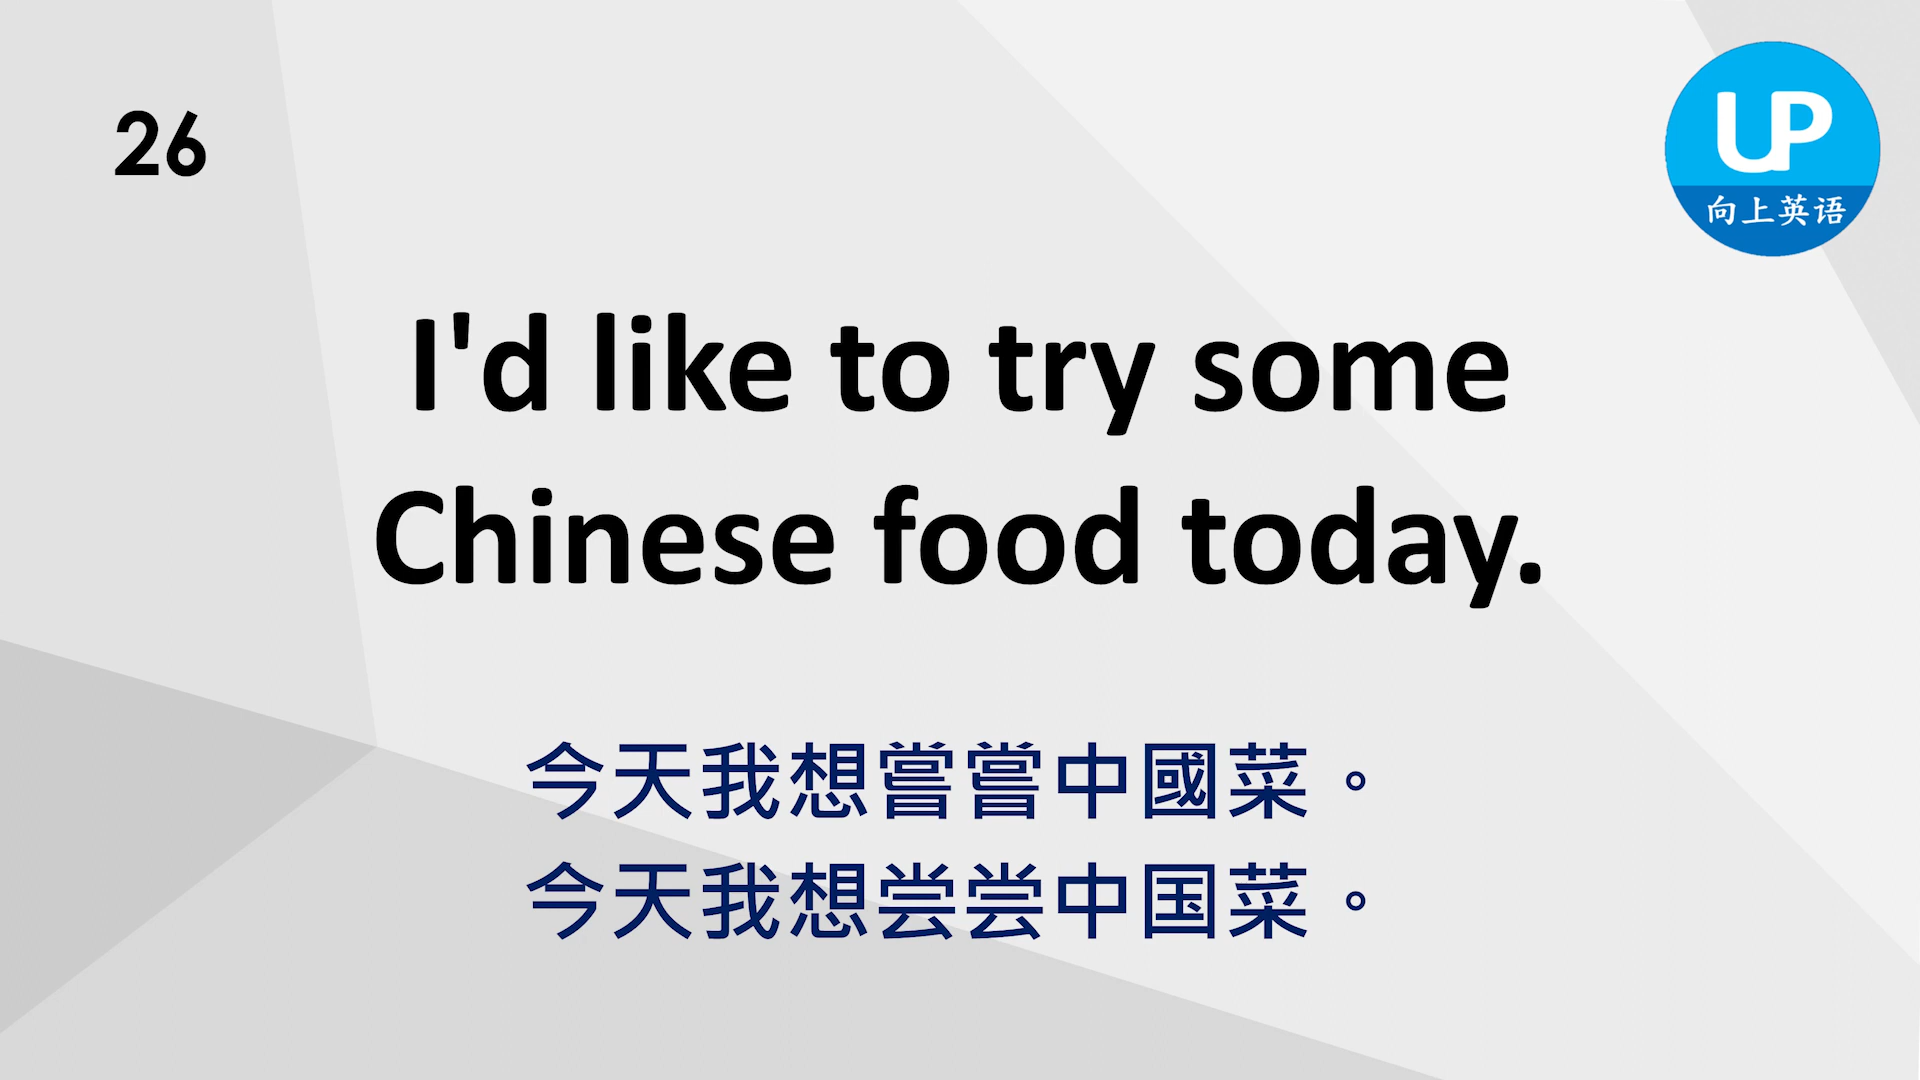 26
UP
向上英语
I'd like to try some
Chinese food today.
今天我想嘗嘗中國菜。
今天我想尝尝中国菜。